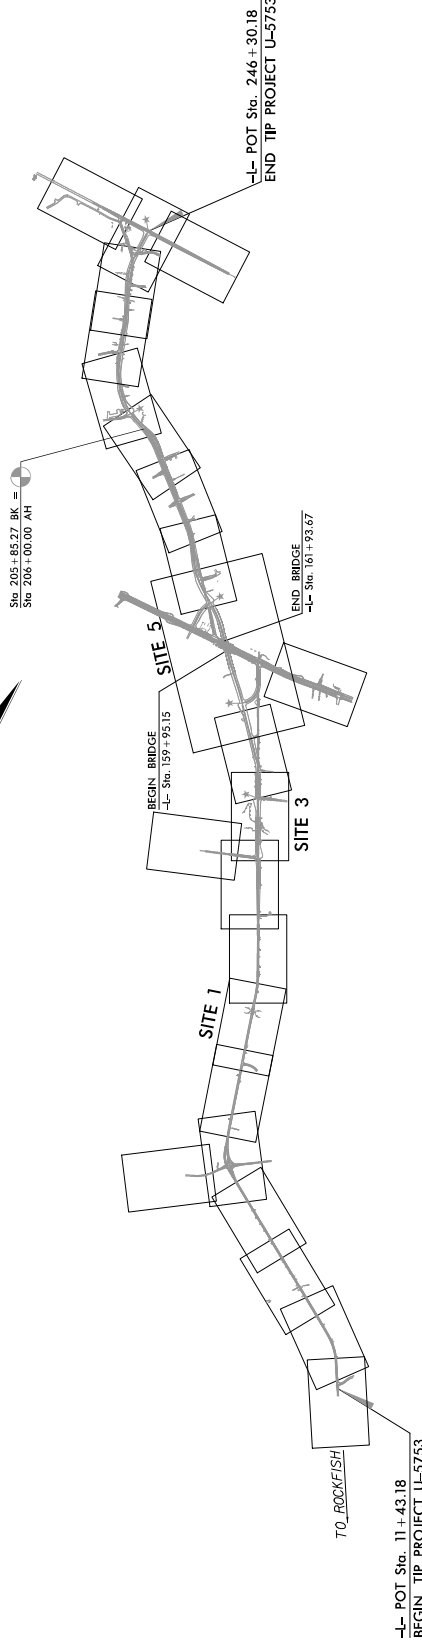 -L- POT Sta. 246+30.18
END TIP PROJECT U-5753
Sta 205+85.27 BK =
Sta 206+00.00 AH
END BRIDGE
-L- Sta. 161+93.67
SITE 5
BEGIN BRIDGE
-L- Sta. 159+95.15
SITE 3
SITE 1
TO ROCKFISH
-L- POT Sta. 11+43.18
BEGIN TIP PROJECT U-5753